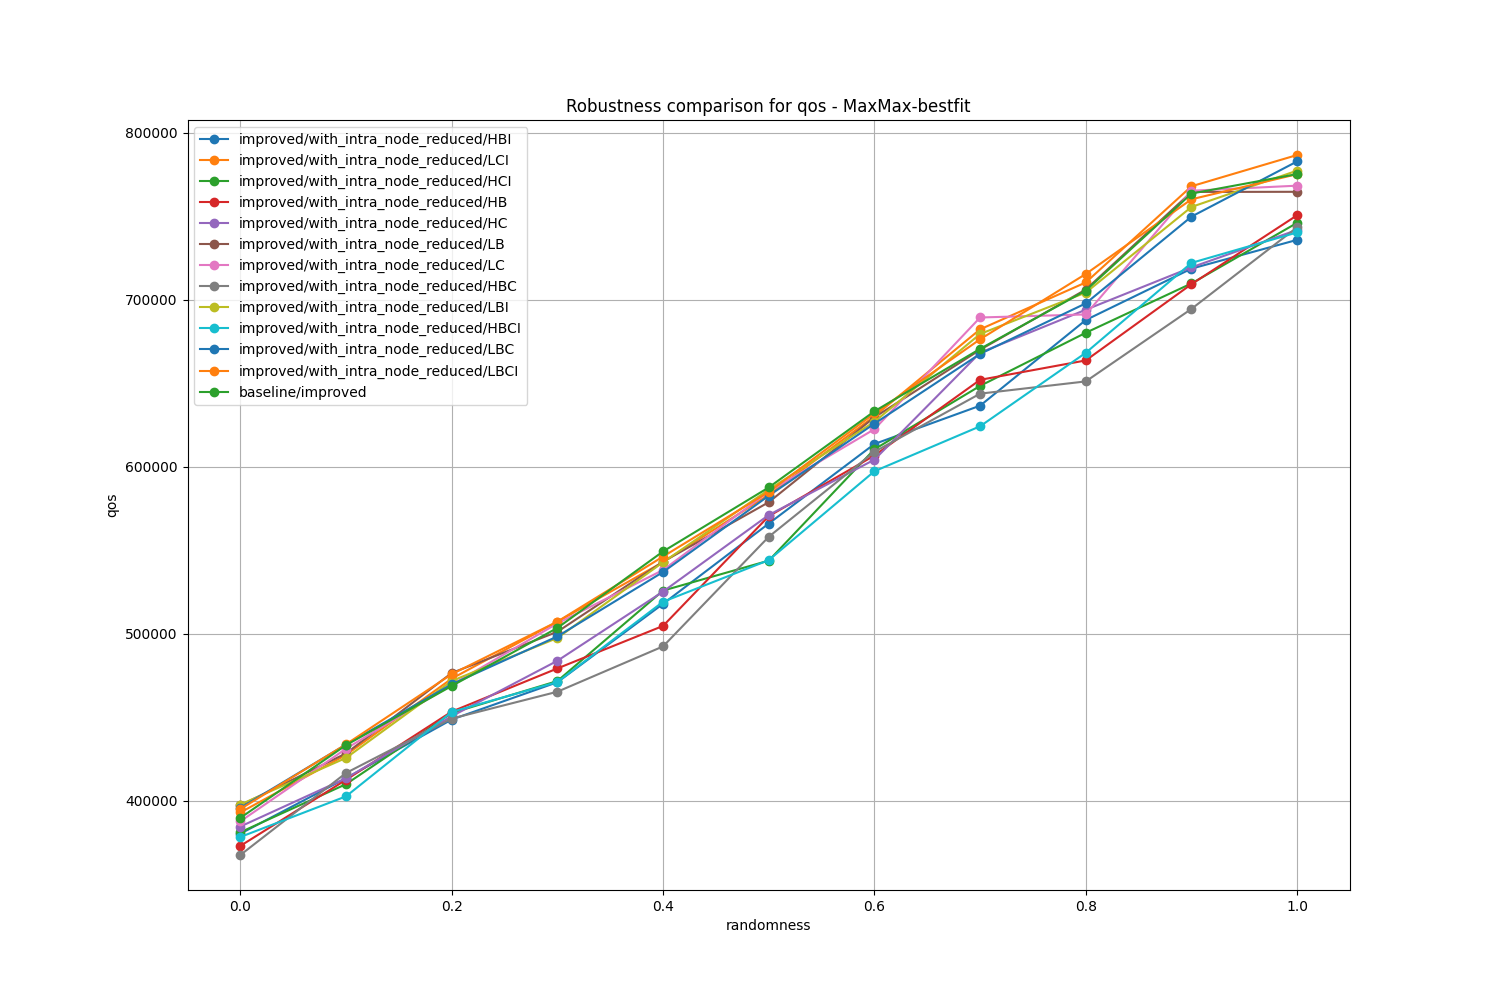 Robustness comparison for qos - MaxMax-bestfit
800000
700000
600000
500000
400000
qos
improved/with_intra_node_reduced/HBI
improved/with_intra_node_reduced/LCI
improved/with_intra_node_reduced/HCI
improved/with_intra_node_reduced/HB
improved/with_intra_node_reduced/HC
improved/with_intra_node_reduced/LB
improved/with_intra_node_reduced/LC
improved/with_intra_node_reduced/HBC
improved/with_intra_node_reduced/LBI
improved/with_intra_node_reduced/HBCI
improved/with_intra_node_reduced/LBC
improved/with_intra_node_reduced/LBCI
baseline/improved
0.0 0.2 0.4 0.6 0.8 1.0
randomness